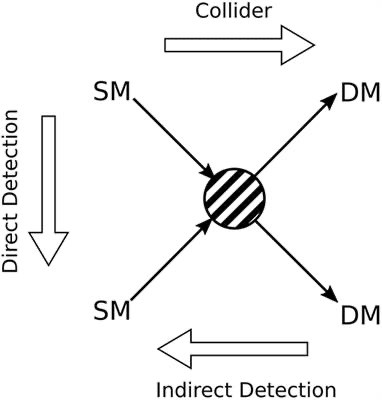 Collider
SM
DM
Direct Detection
SM
DM
Indirect Detection